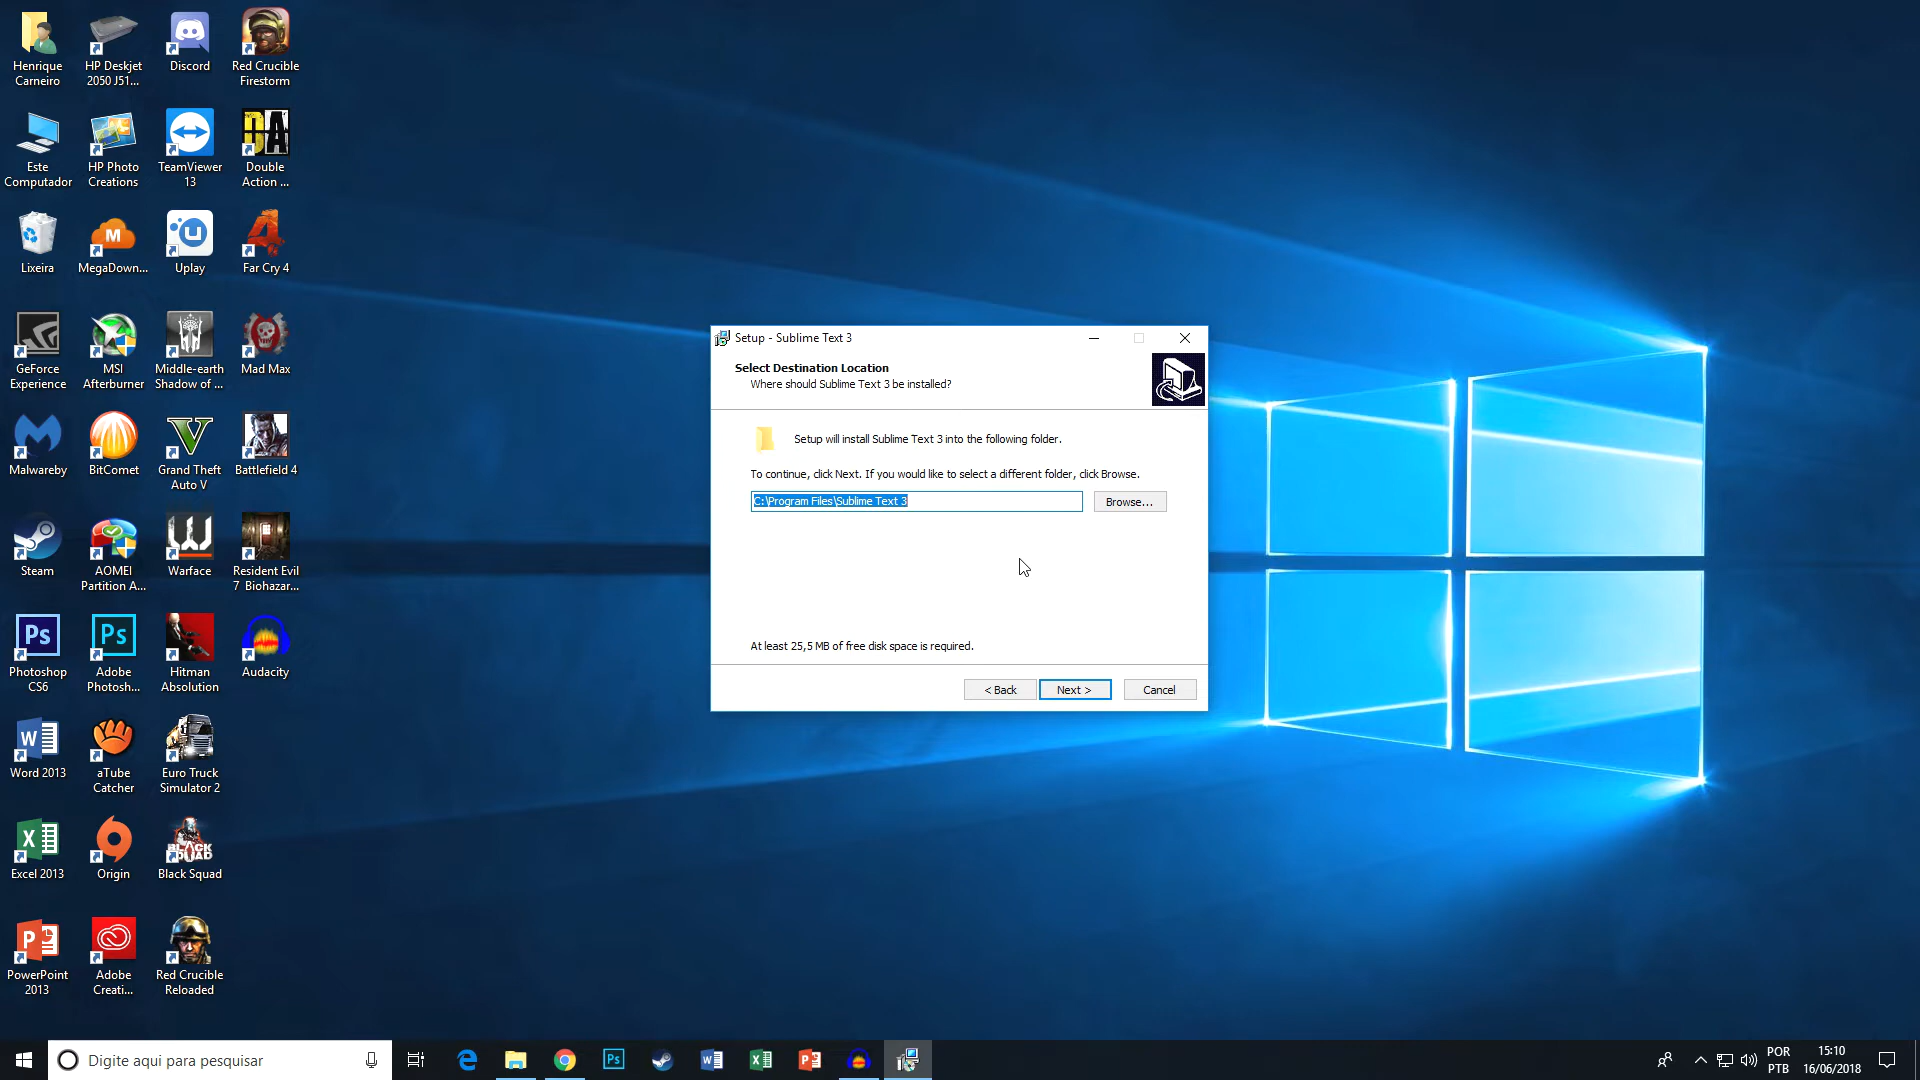 Henrique
Carneiro
HP Deskjet
2050 J51...
Discord
Red Crucible
Firestorm
Este
Computador
HP Photo
Creations
TeamViewer
13
DA
Double
Action ...
Lixeira
M
MegaDown...
u
Uplay
4
Far Cry 4
GeForce
Experience
MSI
Afterburner
Middle-earth
Shadow of ...
Mad Max
Malwareby
BitComet
V
Grand Theft
Auto V
Battlefield 4
Steam
AOMEI
Partition A...
W
Warface
Resident Evil
7 Biohazar...
Ps
Photoshop
CS6
Ps
Adobe
Photosh...
Hitman
Absolution
Audacity
W
Word 2013
aTube
Catcher
Euro Truck
Simulator 2
X
Excel 2013
Origin
BLACK
SQUAD
Black Squad
P
PowerPoint
2013
Adobe
Creati...
Red Crucible
Reloaded
Setup - Sublime Text 3
Select Destination Location
Where should Sublime Text 3 be installed?
Setup will install Sublime Text 3 into the following folder.
To continue, click Next. If you would like to select a different folder, click Browse.
C:\Program Files\Sublime Text 3
Browse...
At least 25,5 MB of free disk space is required.
< Back
Next >
Cancel
Digite aqui para pesquisar
e
Ps
W
X
P
POR
PTB
15:10
16/06/2018